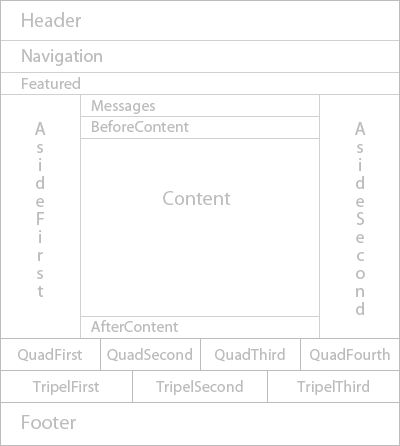 Header
Navigation
Featured
AsideFirst
Messages
BeforeContent
Content
AfterContent
AsideSecond
QuadFirst QuadSecond QuadThird QuadFourth
TripelFirst TripelSecond TripelThird
Footer